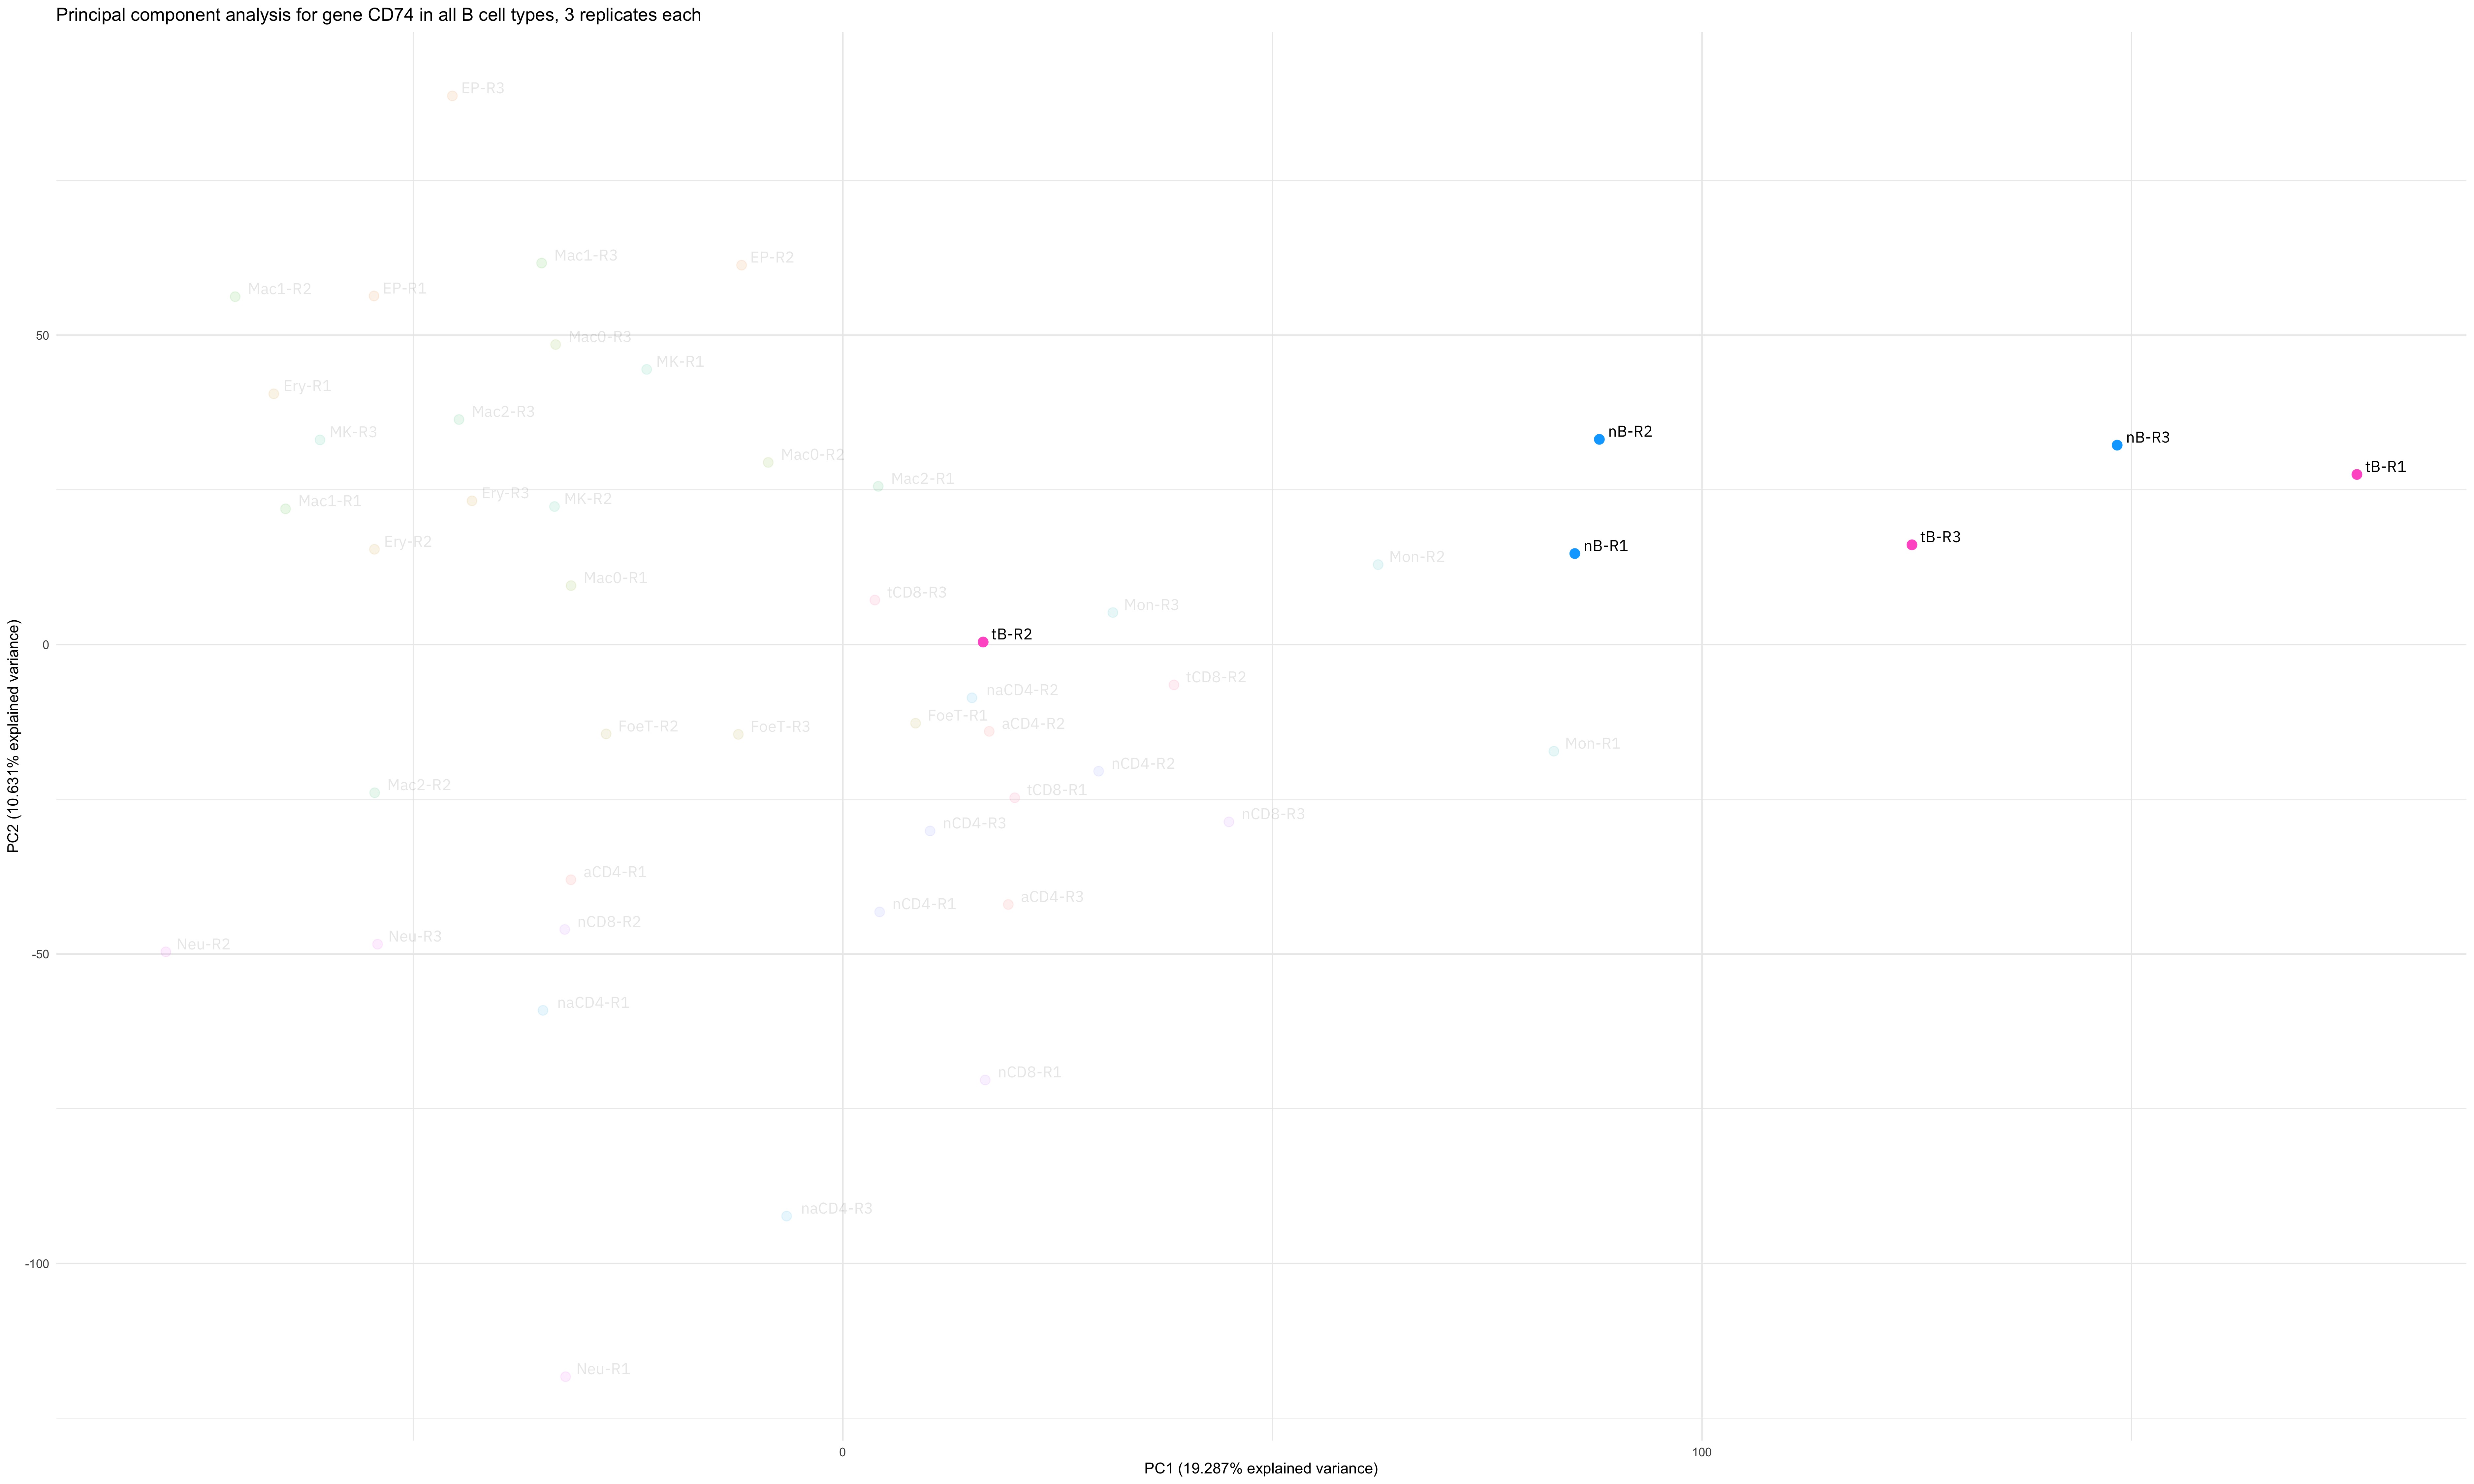 Principal component analysis for gene CD74 in all B cell types, 3 replicates each
EP-R3
Mac1-R3
EP-R2
Mac1-R2
EP-R1
50
Mac0-R3
MK-R1
Ery-R1
Mac2-R3
MK-R3
nB-R2
nB-R3
Mac0-R2
tB-R1
Mac2-R1
Ery-R3
MK-R2
Mac1-R1
tB-R3
Ery-R2
nB-R1
Mon-R2
Mac0-R1
tCD8-R3
Mon-R3
0
tB-R2
tCD8-R2
naCD4-R2
FoeT-R1
aCD4-R2
FoeT-R2
FoeT-R3
Mon-R1
nCD4-R2
Mac2-R2
tCD8-R1
nCD8-R3
nCD4-R3
aCD4-R1
aCD4-R3
nCD4-R1
nCD8-R2
Neu-R3
Neu-R2
-50
naCD4-R1
nCD8-R1
naCD4-R3
-100
Neu-R1
0
100
PC1 (19.287% explained variance)
PC2 (10.631% explained variance)